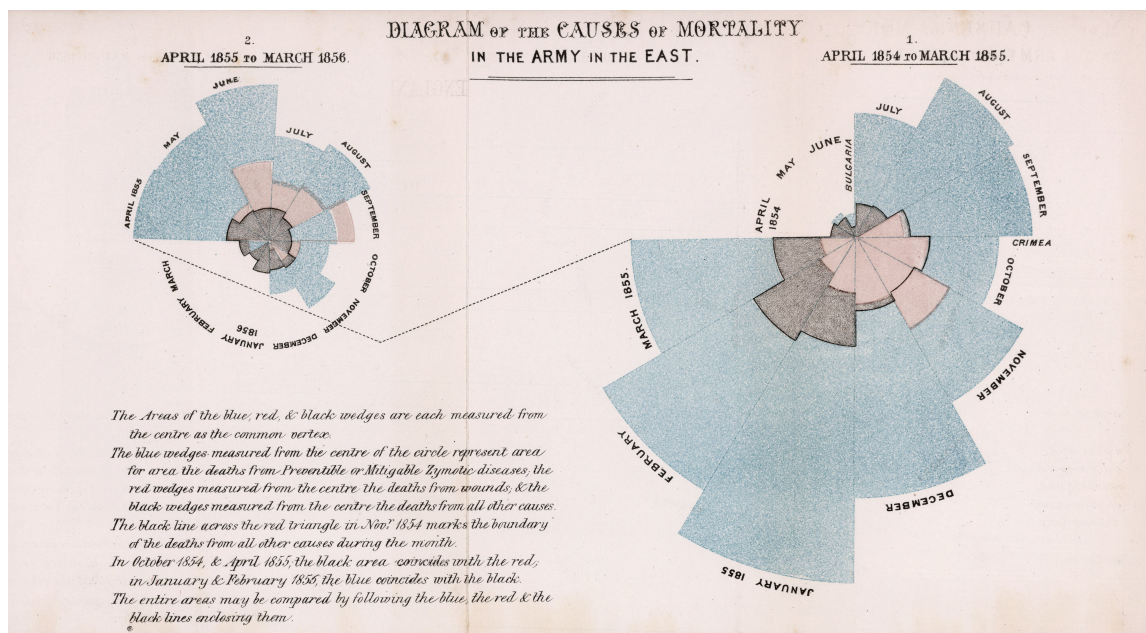 DIAGRAM OF THE CAUSES OF MORTALITY
IN THE ARMY IN THE EAST.
2.
APRIL 1855 TO MARCH 1856.
1.
APRIL 1854 TO MARCH 1855.
APRIL 1855
MAY
JUNE
JULY
AUGUST
SEPTEMBER
OCTOBER
NOVEMBER
DECEMBER
JANUARY
1856
FEBRUARY
MARCH
APRIL
1854
MAY
JUNE
BULGARIA
JULY
AUGUST
SEPTEMBER
CRIMEA
OCTOBER
NOVEMBER
DECEMBER
JANUARY 1855
FEBRUARY
MARCH 1855.
The Areas of the blue, red, & black wedges are each measured from
the centre as the common vertex.
The blue wedges measured from the centre of the circle represent area
for area the deaths from Preventible or Mitigable Zymotic diseases; the
red wedges measured from the centre the deaths from wounds; & the
black wedges measured from the centre the deaths from all other causes.
The black line across the red triangle in Novr. 1854 marks the boundary
of the deaths from all other causes during the month.
In October 1854, & April 1855, the black area coincides with the red;
in January & February 1856, the blue coincides with the black.
The entire areas may be compared by following the blue, the red & the
black lines enclosing them.